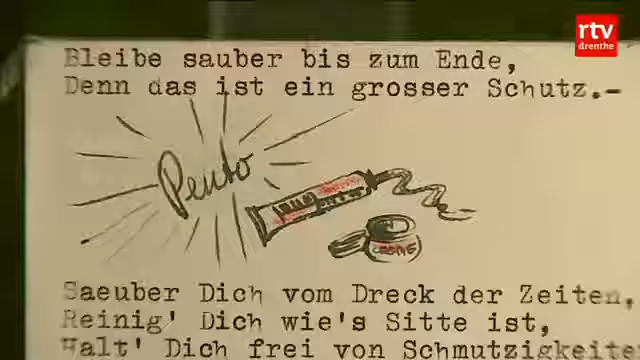 rtv
drenthe
Bleibe sauber bis zum Ende,
Denn das ist ein grosser Schutz.-
Pento
Saeuber Dich vom Dreck der Zeiten,
Reinig' Dich wie's Sitte ist,
Halt' Dich frei von Schmutzigkeite